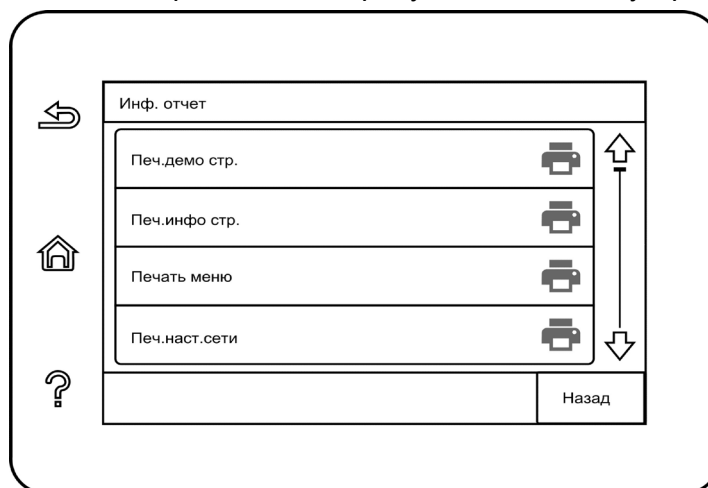 Инф. отчет
Печ.демо стр.
Печ.инфо стр.
Печать меню
Печ.наст.сети
Назад